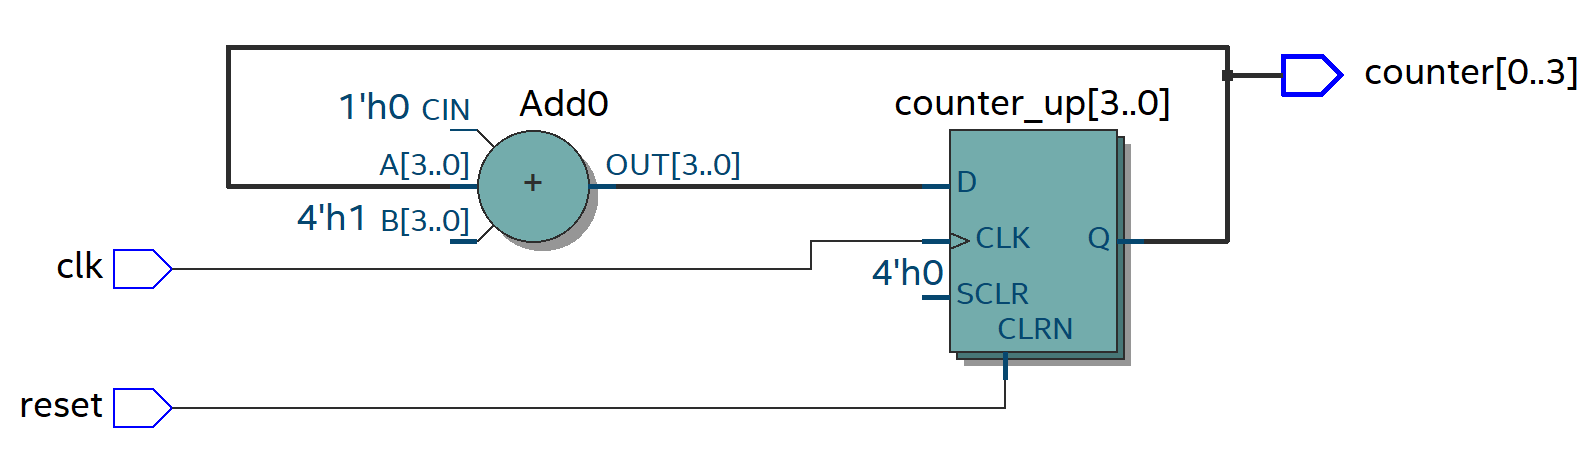 counter[0..3]
Add0
counter_up[3..0]
1'h0 CIN
A[3..0]
OUT[3..0]
4'h1 B[3..0]
+
D
CLK
Q
clk
4'h0
SCLR
CLRN
reset